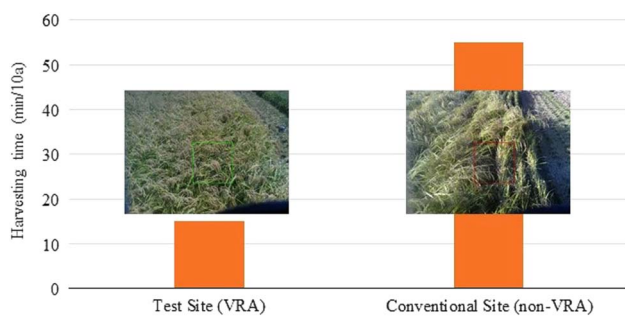 Harvesting time (min/10a)
60
50
40
30
20
10
0
Test Site (VRA)
Conventional Site (non-VRA)